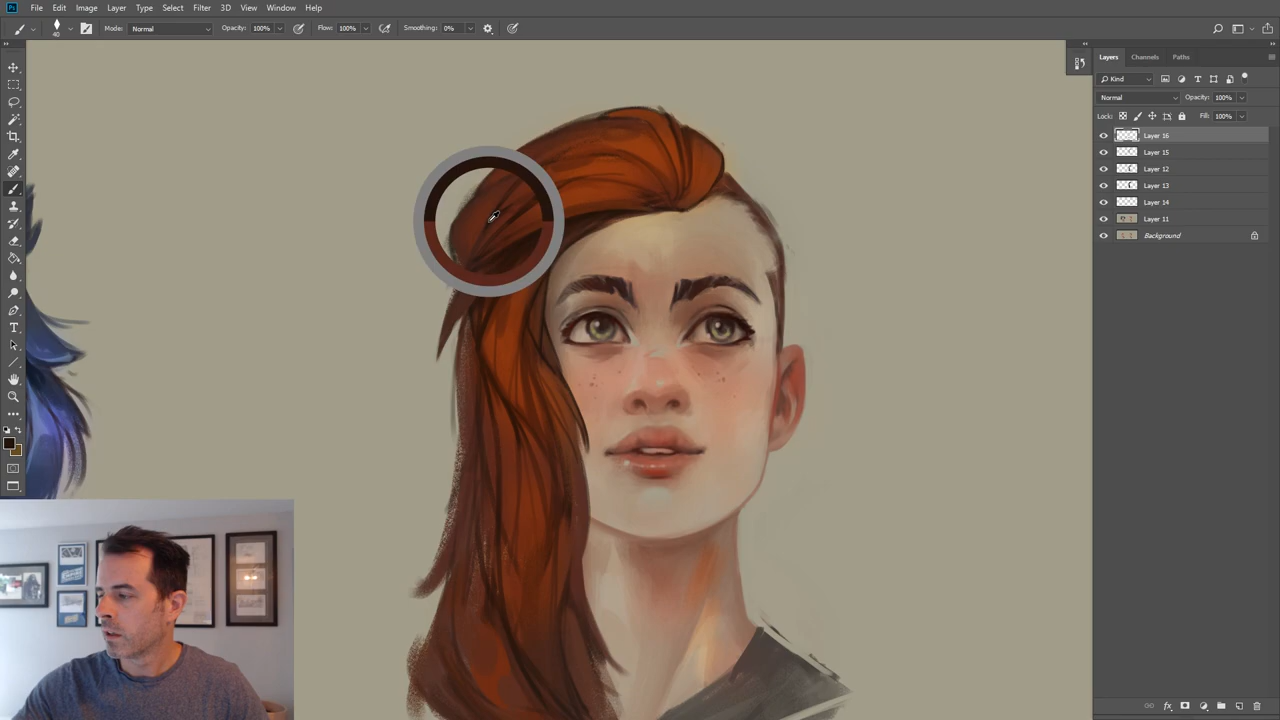 Ps File Edit Image Layer Type Select Filter 3D View Window Help
40 Mode: Normal Opacity: 100% Flow: 100% Smoothing: 0%
Layers Channels Paths
Kind
Normal Opacity: 100%
Lock: Fill: 100%
Layer 16
Layer 15
Layer 12
Layer 13
Layer 14
Layer 11
Background